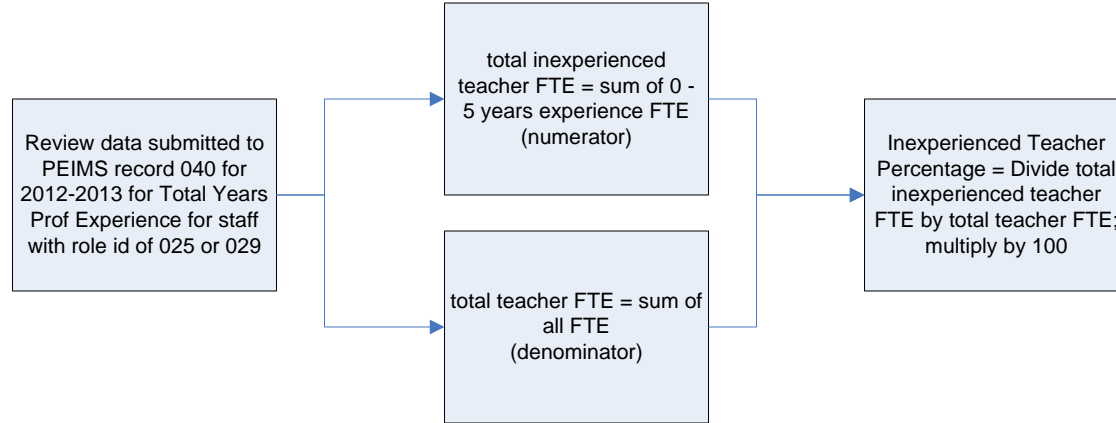 Review data submitted to
PEIMS record 040 for
2012-2013 for Total Years
Prof Experience for staff
with role id of 025 or 029
total inexperienced
teacher FTE = sum of 0 -
5 years experience FTE
(numerator)
total teacher FTE = sum of
all FTE
(denominator)
Inexperienced Teacher
Percentage = Divide total
inexperienced teacher
FTE by total teacher FTE;
multiply by 100